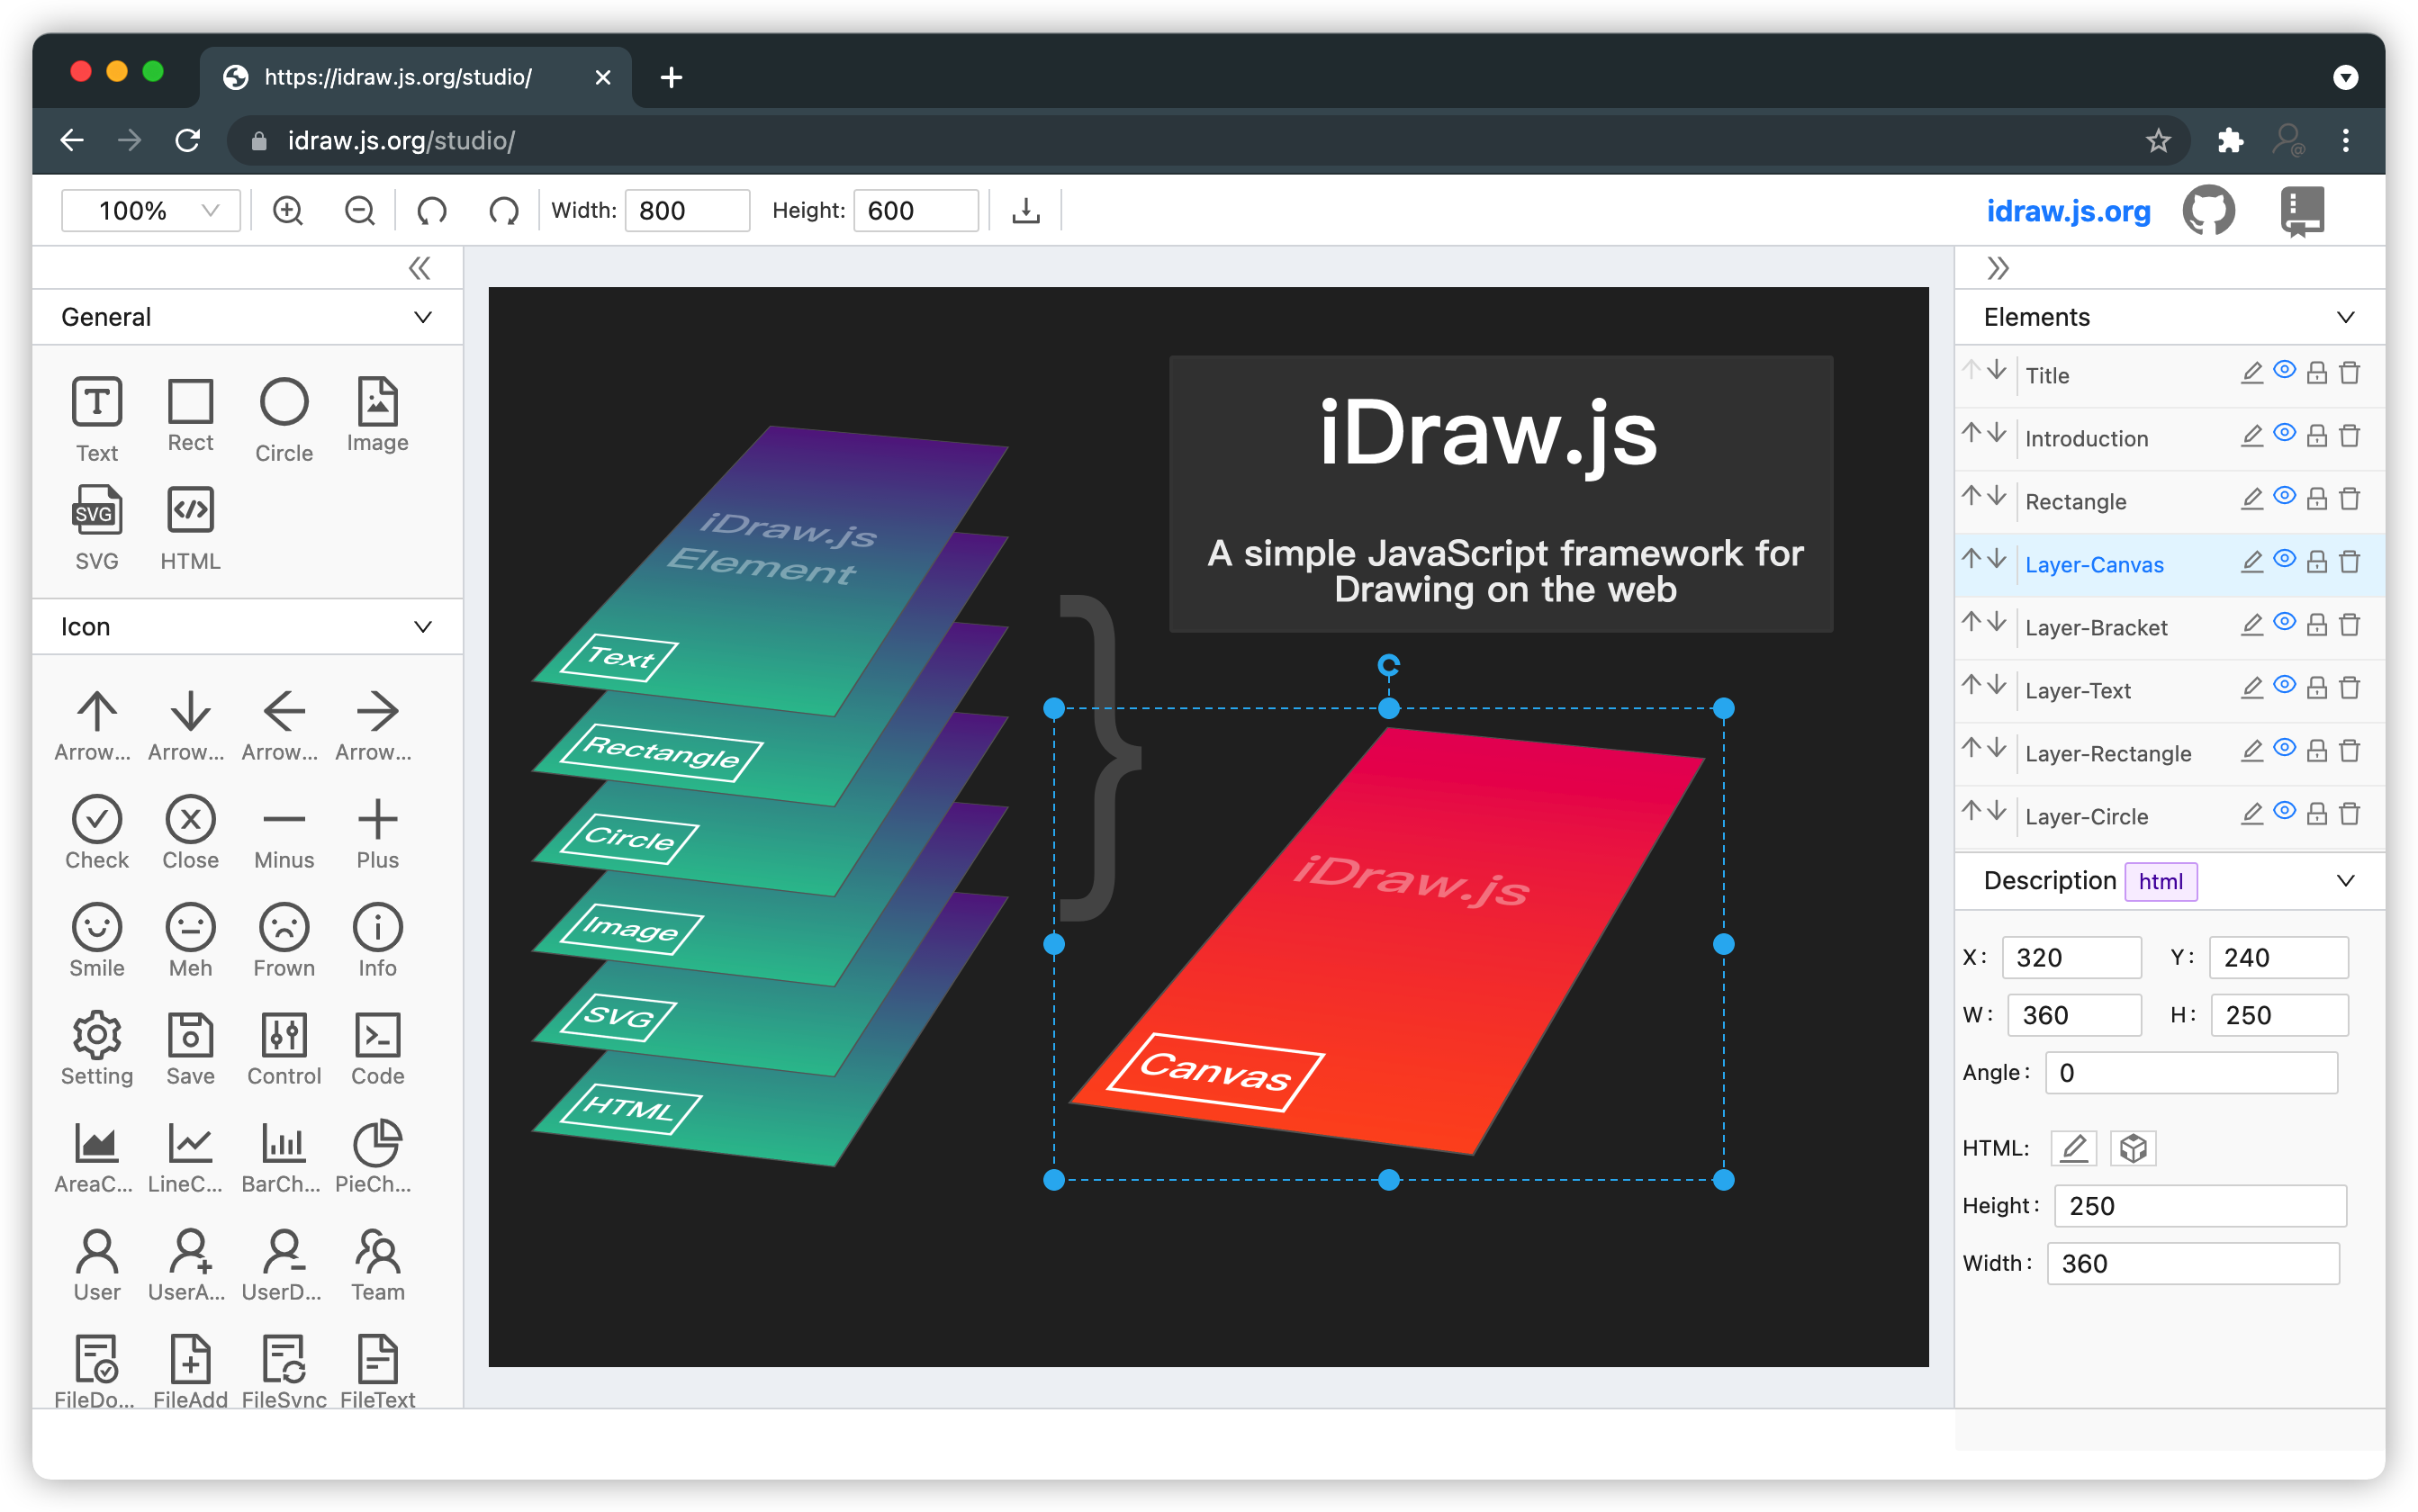 https://idraw.js.org/studio/
idraw.js.org/studio/
100%
Width: 800
Height: 600
idraw.js.org
General
Text
Rect
Circle
Image
SVG
SVG
HTML
Icon
Arrow...
Arrow...
Arrow...
Arrow...
Check
Close
Minus
Plus
Smile
Meh
Frown
Info
Setting
Save
Control
Code
AreaC...
LineC...
BarCh...
PieCh...
User
UserA...
UserD...
Team
FileDo...
FileAdd
FileSync
FileText
iDraw.js
Element
Text
Rectangle
Circle
Image
SVG
HTML
}
iDraw.js
A simple JavaScript framework for
Drawing on the web
iDraw.js
Canvas
Elements
Title
Introduction
Rectangle
Layer-Canvas
Layer-Bracket
Layer-Text
Layer-Rectangle
Layer-Circle
Description html
X: 320
Y: 240
W: 360
H: 250
Angle: 0
HTML:
Height: 250
Width: 360